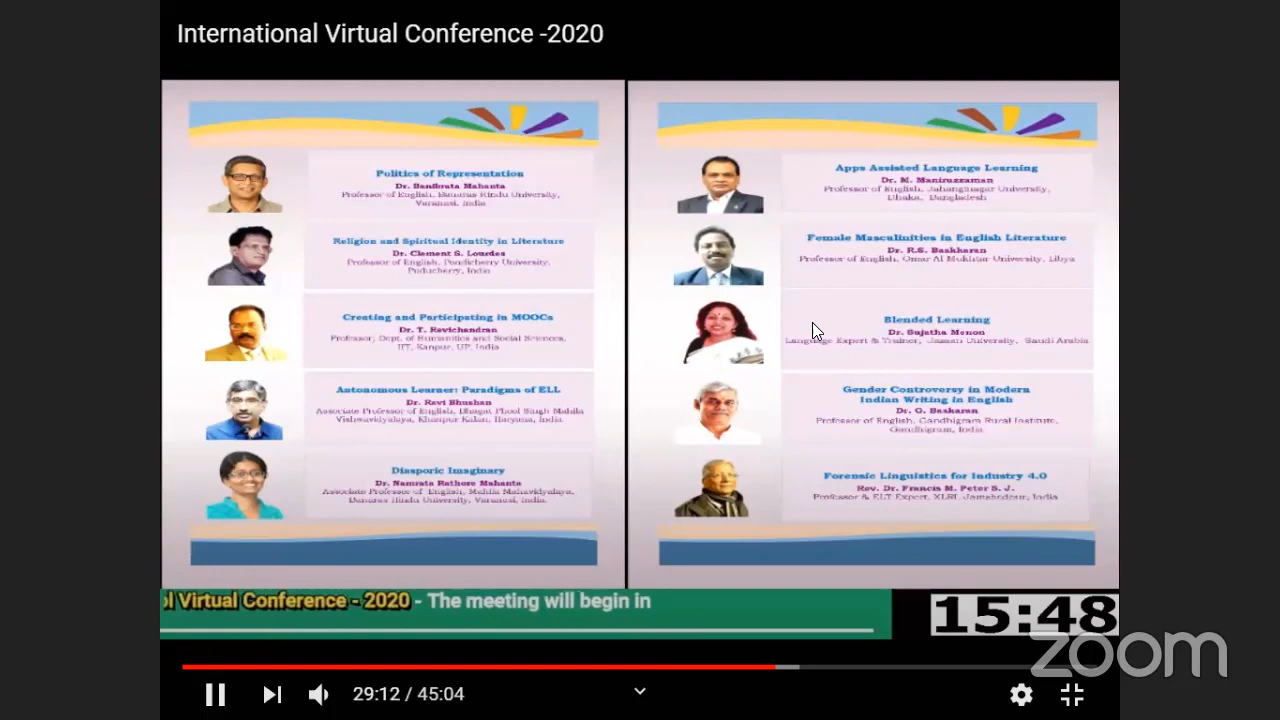 International Virtual Conference -2020
Politics of Representation
Dr. Sandbrata Mahanta
Professor of English, Banaras Hindu University,
Varanasi, India
Religion and Spiritual Identity in Literature
Dr. Clement S. Lourdes
Professor of English, Pondicherry University,
Puducherry, India
Creating and Participating in MOOCs
Dr. T. Ravichandran
Professor, Dept. of Humanities and Social Sciences,
IIT, Kanpur, UP, India
Autonomous Learner: Paradigms of ELL
Dr. Ravi Bhushan
Associate Professor of English, Bhagat Phool Singh Mahila
Vishwavidyalaya, Khanpur Kalan, Haryana, India
Diasporic Imaginary
Dr. Namrata Rathore Mahanta
Associate Professor of English, Mahila Mahavidyalaya,
Banaras Hindu University, Varanasi, India.
Apps Assisted Language Learning
Dr. M. Maniruzzaman
Professor of English, Jahangirnagar University,
Dhaka, Bangladesh
Female Masculinities in English Literature
Dr. R.S. Baskharan
Professor of English, Omar Al Mukhtar University, Libya
Blended Learning
Dr. Sujatha Menon
Language Expert & Trainer, University, Saudi Arabia
Gender Controversy in Modern
Indian Writing in English
Dr. G. Baskaran
Professor of English, Gandhigram Rural Institute,
Gandhigram, India
Forensic Linguistics for Industry 4.0
Rev. Dr. Francis M. Peter S. J.
Professor & ELT Expert, XLRI, Jamshedpur, India
l Virtual Conference - 2020 - The meeting will begin in
15:48
zoom
29:12 / 45:04